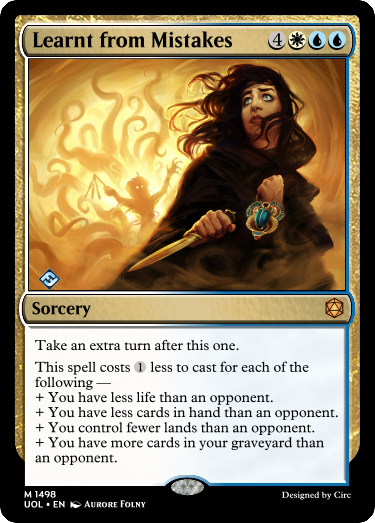 Learnt from Mistakes 4
Sorcery
Take an extra turn after this one.
This spell costs 1 less to cast for each of the
following —
+ You have less life than an opponent.
+ You have less cards in hand than an opponent.
+ You control fewer lands than an opponent.
+ You have more cards in your graveyard than
an opponent.
M 1498
UOL • EN Aurore Folny
Designed by Circ